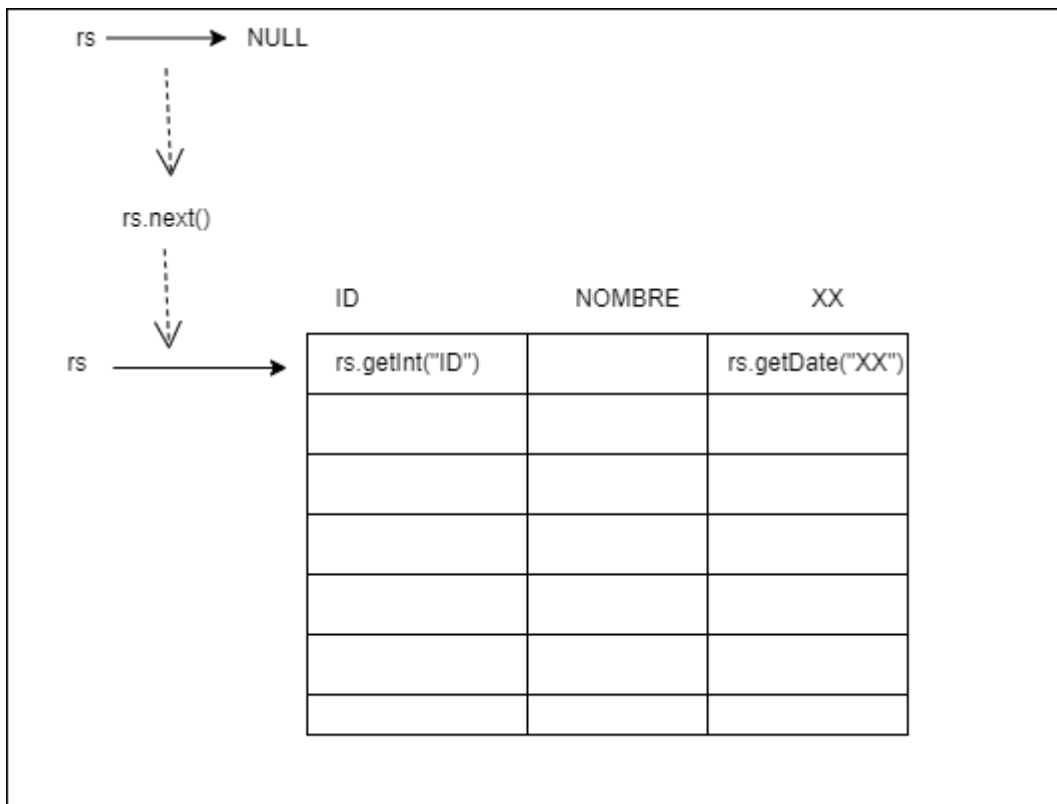 rs NULL
rs.next()
ID NOMBRE XX
rs rs.getInt("ID") rs.getDate("XX")